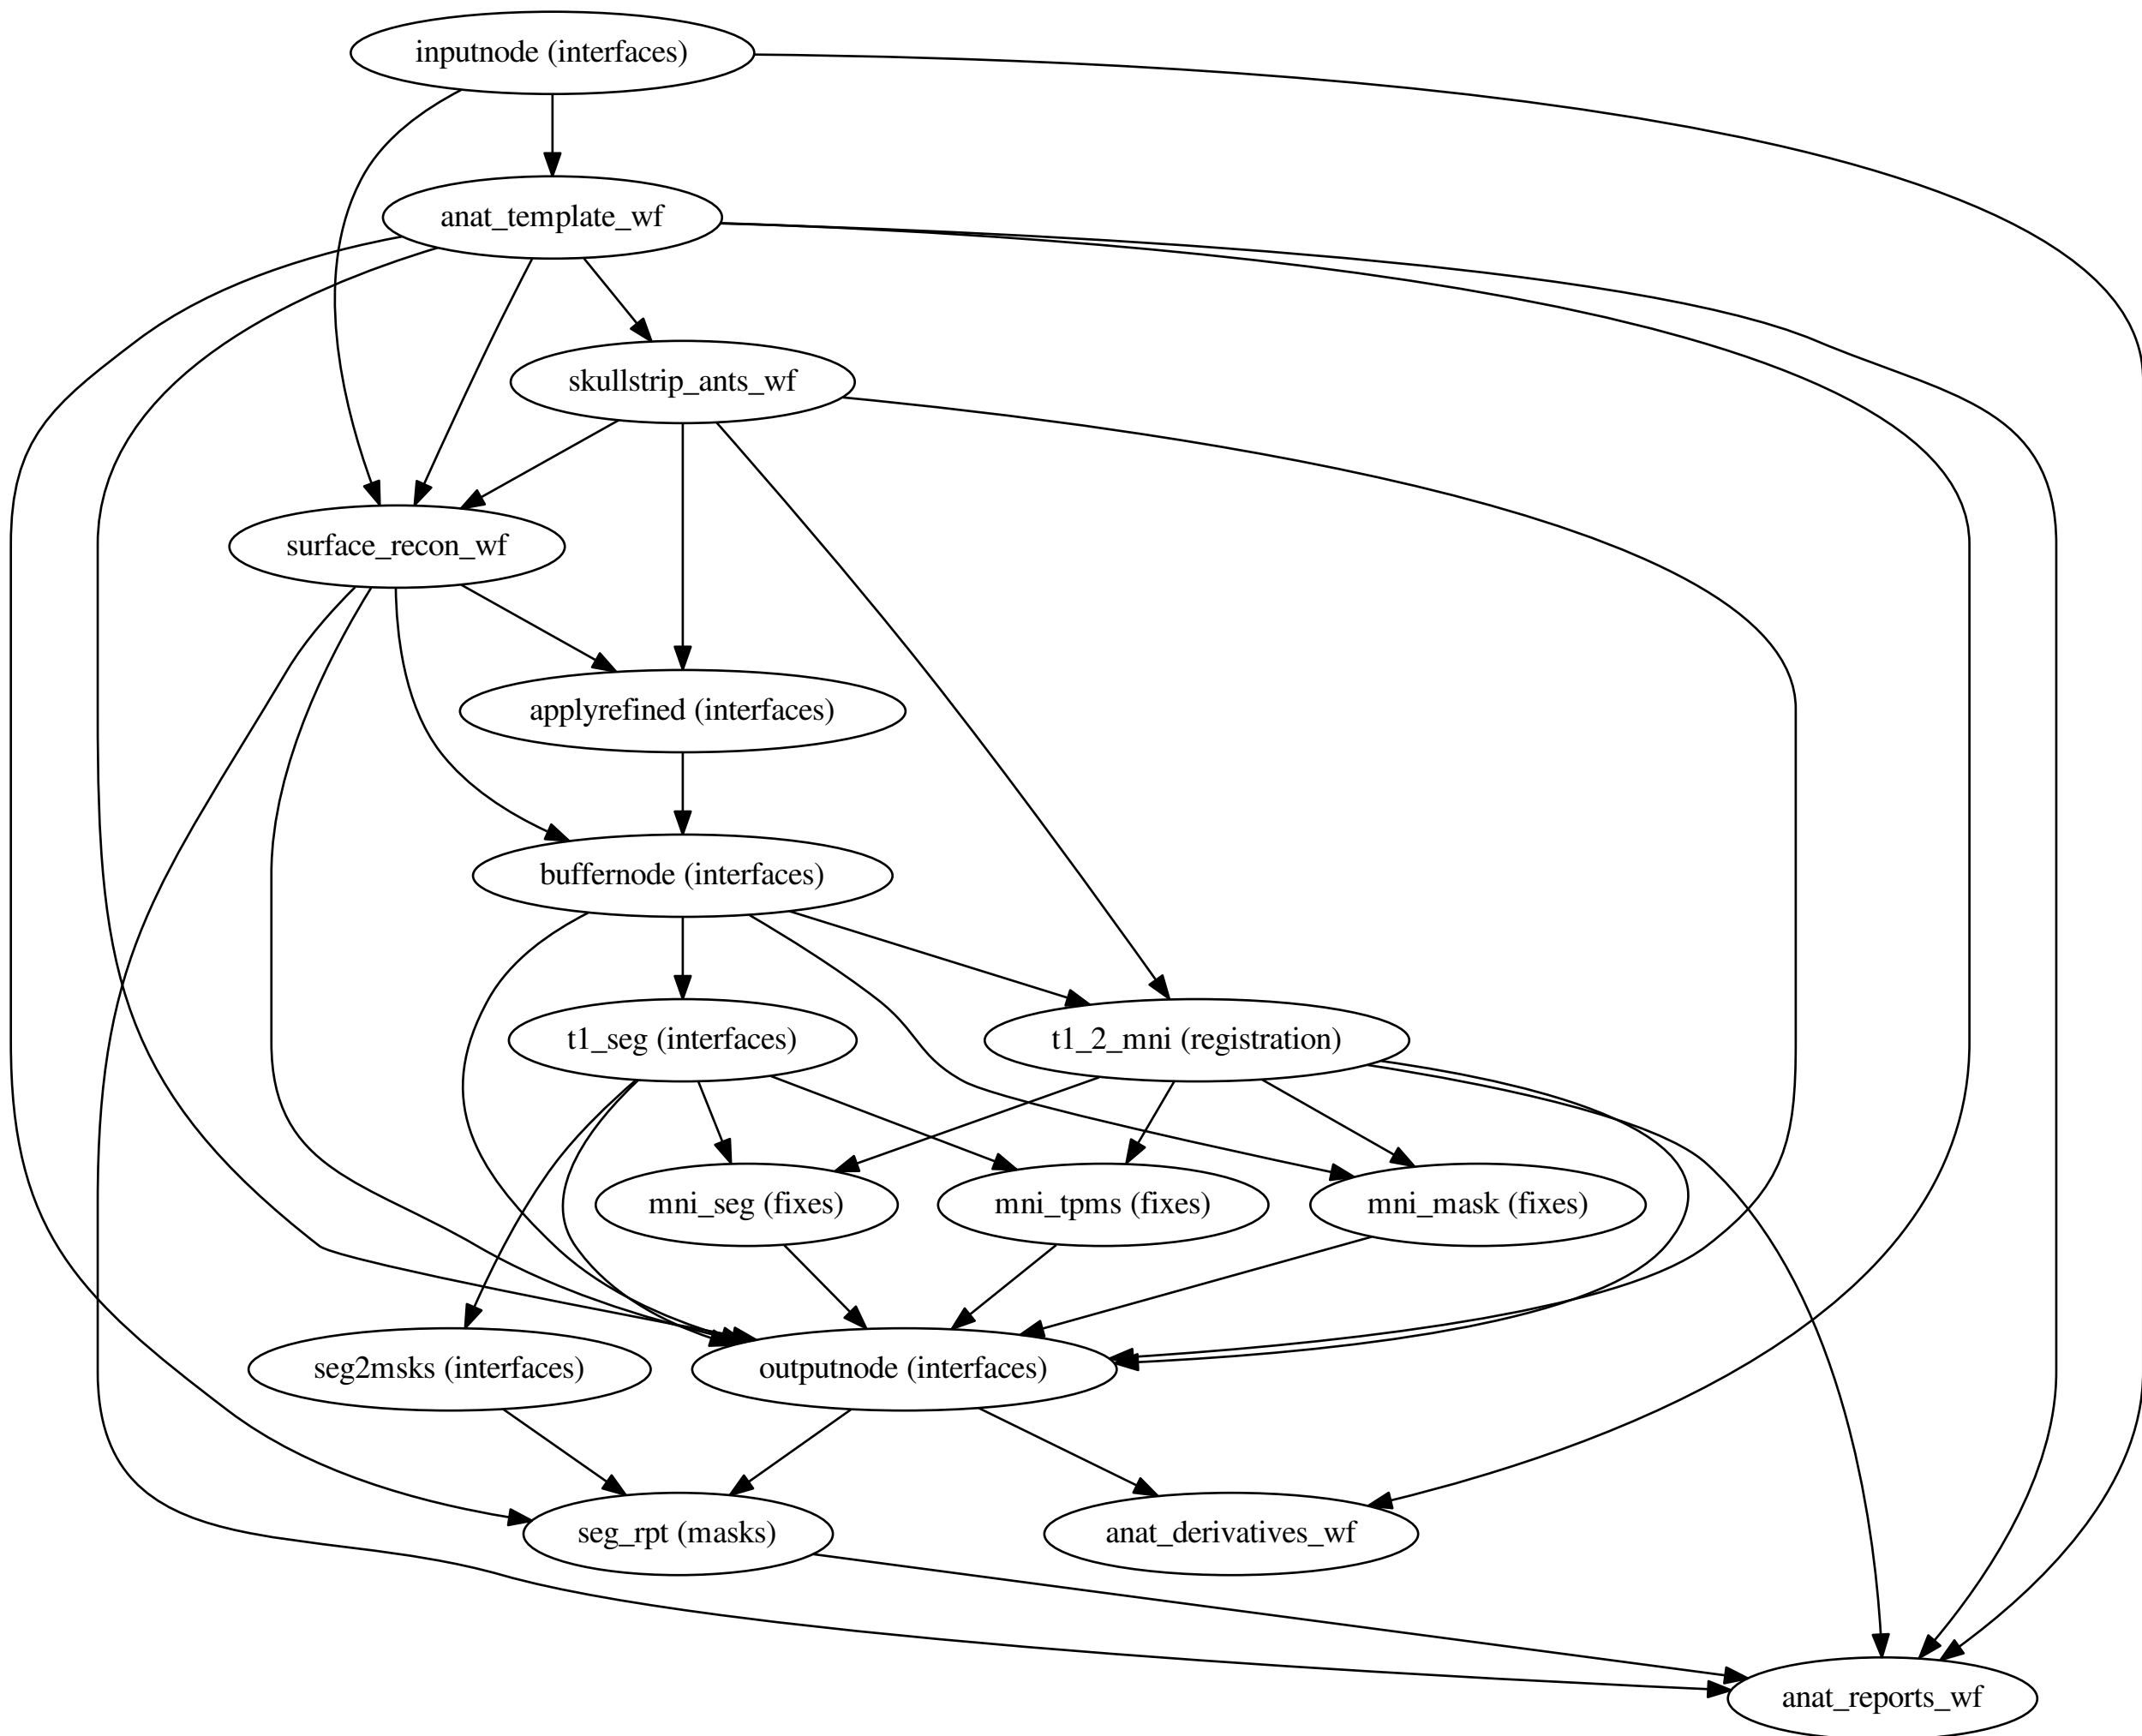 inputnode (interfaces)
anat_template_wf
skullstrip_ants_wf
surface_recon_wf
applyrefined (interfaces)
buffernode (interfaces)
t1_seg (interfaces)
t1_2_mni (registration)
mni_seg (fixes)
mni_tpms (fixes)
mni_mask (fixes)
seg2msks (interfaces)
outputnode (interfaces)
seg_rpt (masks)
anat_derivatives_wf
anat_reports_wf